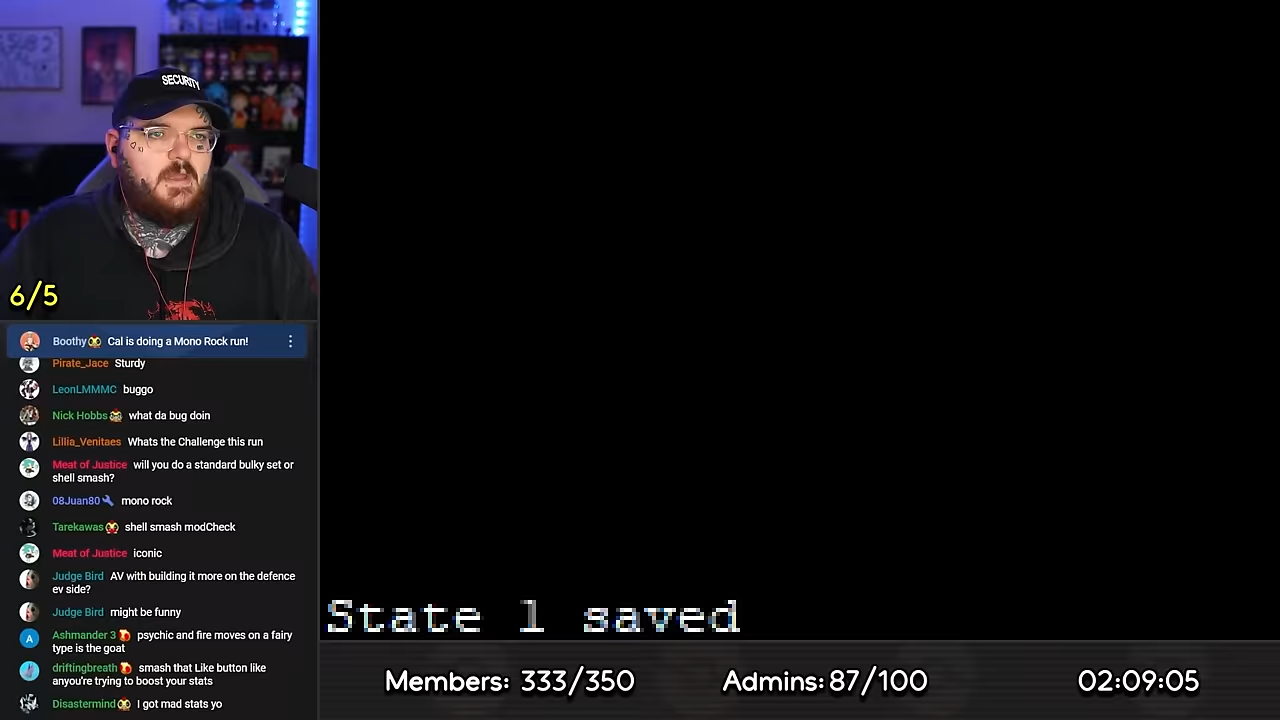 SECURITY
6/5
Boothy Cal is doing a Mono Rock run!
Pirate_Jace Sturdy
LeonLMMMC buggo
Nick Hobbs what da bug doin
Lillia_Venitaes Whats the Challenge this run
Meat of Justice will you do a standard bulky set or
shell smash?
08Juan80 mono rock
Tarekawas shell smash modCheck
Meat of Justice iconic
Judge Bird AV with building it more on the defence
ev side?
Judge Bird might be funny
A
Ashmander 3 psychic and fire moves on a fairy
type is the goat
driftingbreath smash that Like button like
anyou're trying to boost your stats
Disastermind I got mad stats yo
State 1 saved
Members: 333/350
Admins: 87/100
02:09:05